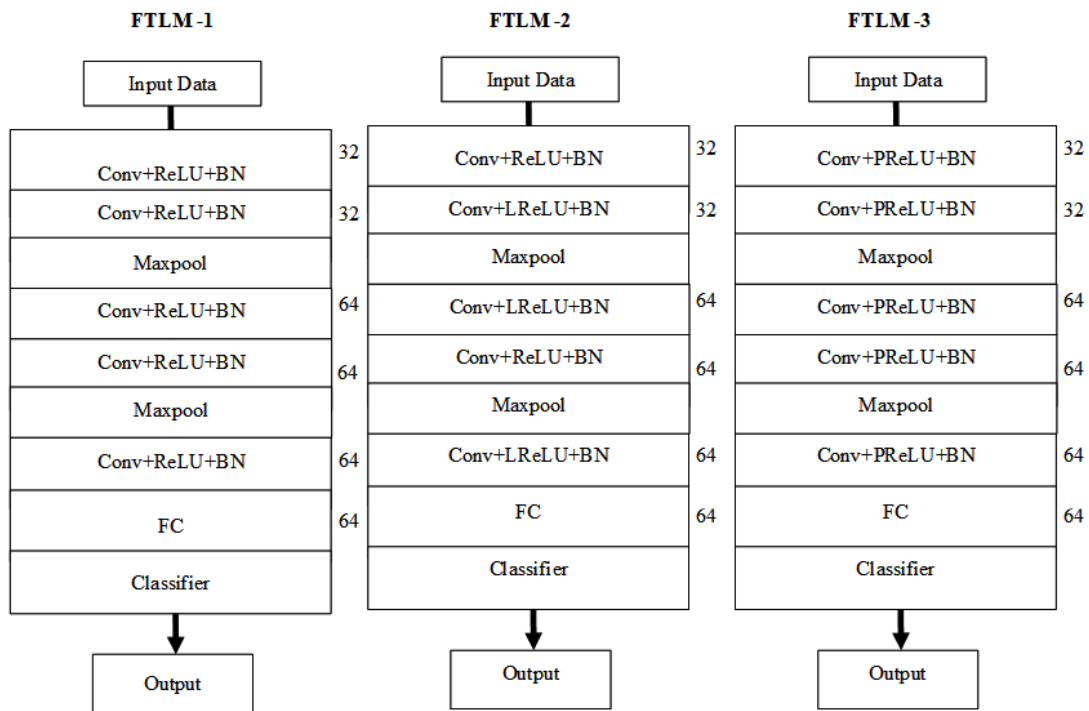 FTLM -1
Input Data
Conv+ReLU+BN
32
Conv+ReLU+BN
32
Maxpool
Conv+ReLU+BN
64
Conv+ReLU+BN
64
Maxpool
Conv+ReLU+BN
64
FC
64
Classifier
Output
FTLM -2
Input Data
Conv+ReLU+BN
32
Conv+LReLU+BN
32
Maxpool
Conv+LReLU+BN
64
Conv+ReLU+BN
64
Maxpool
Conv+LReLU+BN
64
FC
64
Classifier
Output
FTLM -3
Input Data
Conv+PReLU+BN
32
Conv+PReLU+BN
32
Maxpool
Conv+PReLU+BN
64
Conv+PReLU+BN
64
Maxpool
Conv+PReLU+BN
64
FC
64
Classifier
Output